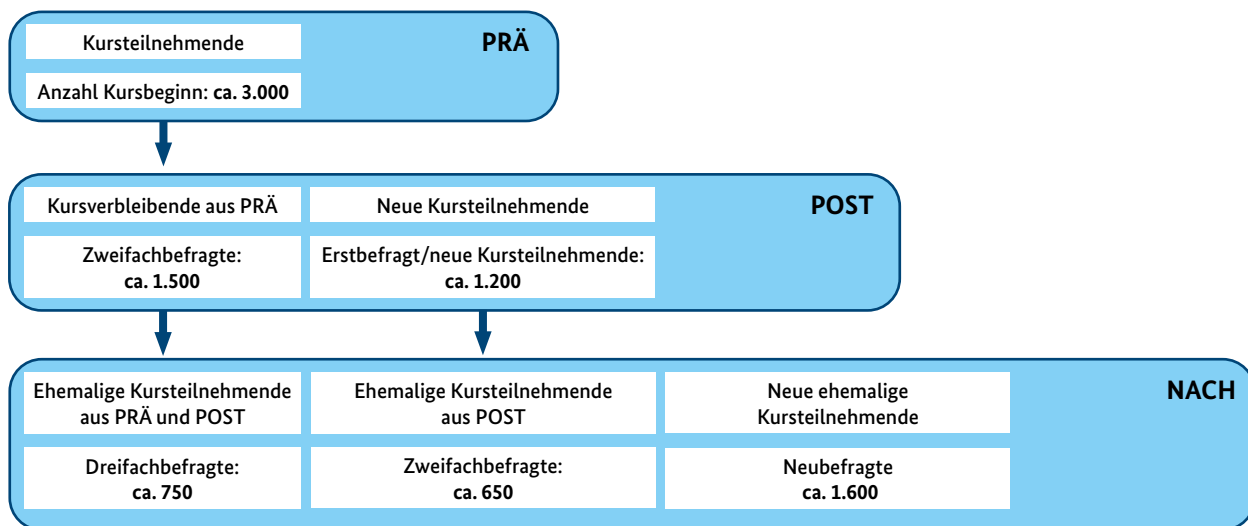 Kursteilnehmende
PRÄ
Anzahl Kursbeginn: ca. 3.000
Kursverbleibende aus PRÄ
Neue Kursteilnehmende
POST
Zweifachbefragte:
ca. 1.500
Erstbefragt/neue Kursteilnehmende:
ca. 1.200
Ehemalige Kursteilnehmende
aus PRÄ und POST
Ehemalige Kursteilnehmende
aus POST
Neue ehemalige
Kursteilnehmende
NACH
Dreifachbefragte:
ca. 750
Zweifachbefragte:
ca. 650
Neubefragte
ca. 1.600